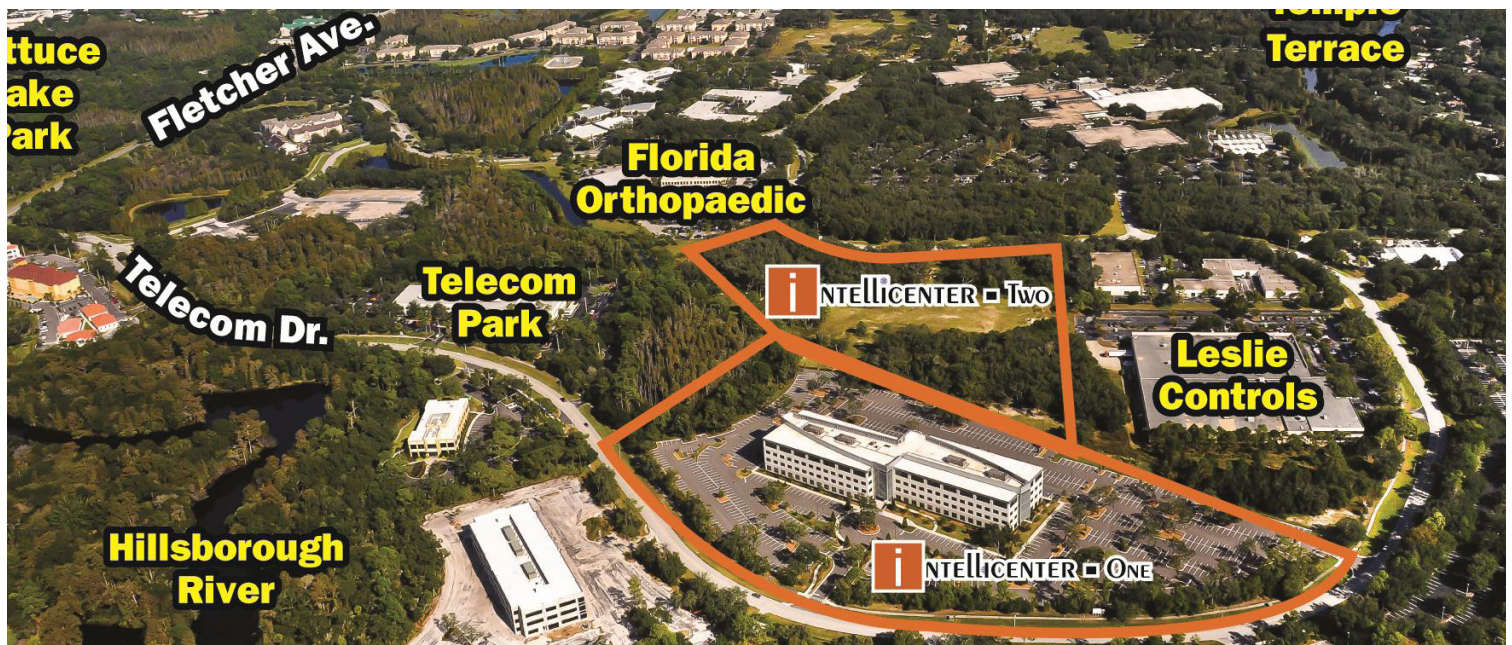 ttuce
ake
Park
Fletcher Ave.
Temple
Terrace
Florida
Orthopaedic
Telecom Dr.
Telecom
Park
iNTELLICENTER ▪ TWO
Leslie
Controls
Hillsborough
River
iNTELLICENTER ▪ ONE